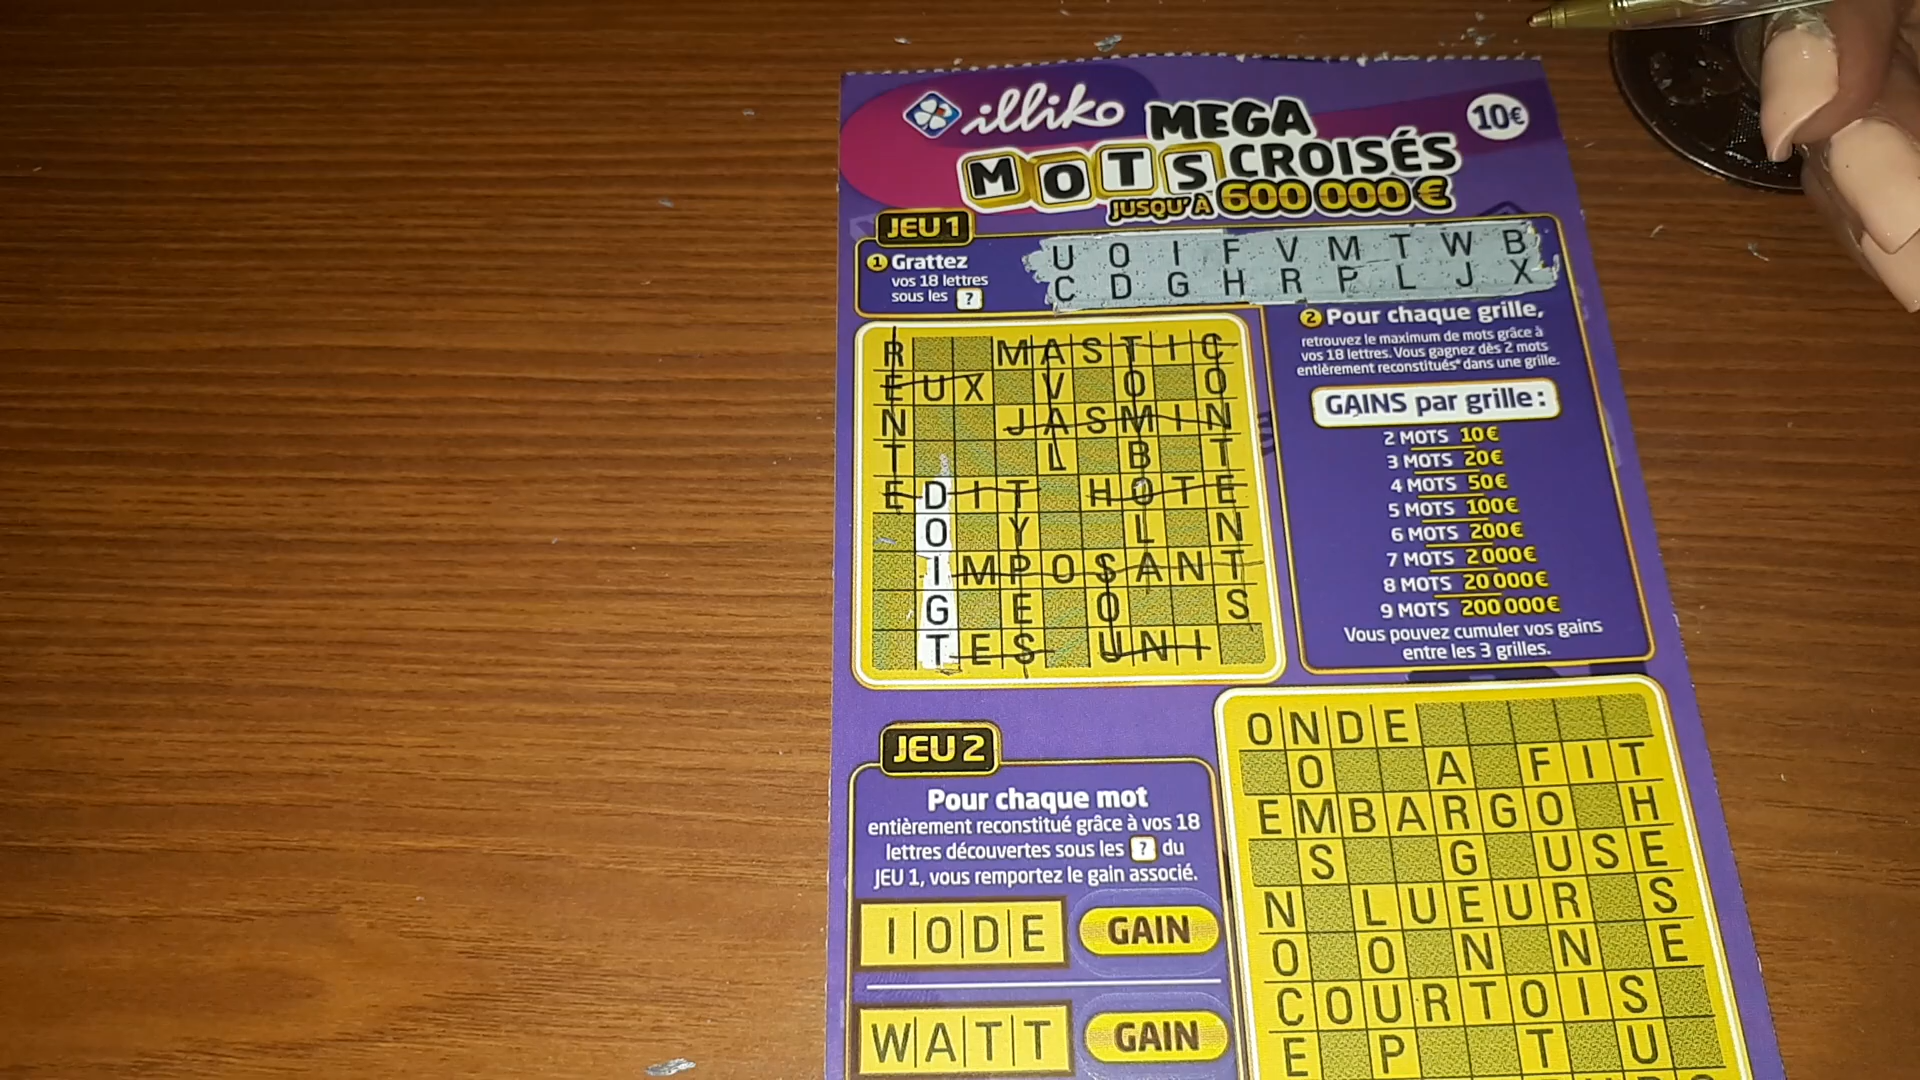 illiko MEGA
10€
MOTS CROISÉS
JUSQU'À 600 000 €
JEU 1
1 Grattez
vos 18 lettres
sous les ?
U O I F V M T W B
C D G H R P L J X
R MASTIC
EUX V O O
N JASMIN
T L B T
EDIT HOTE
O Y L N
IMPOSANT
G E O S
TES UNI
2 Pour chaque grille,
retrouvez le maximum de mots grâce à
vos 18 lettres. Vous gagnez dès 2 mots
entièrement reconstitués* dans une grille.
GAINS par grille :
2 MOTS 10€
3 MOTS 20€
4 MOTS 50€
5 MOTS 100€
6 MOTS 200€
7 MOTS 2 000€
8 MOTS 20 000€
9 MOTS 200 000€
Vous pouvez cumuler vos gains
entre les 3 grilles.
JEU 2
Pour chaque mot
entièrement reconstitué grâce à vos 18
lettres découvertes sous les ? du
JEU 1, vous remportez le gain associé.
IODE GAIN
WATT GAIN
ONDE
O A FIT
EMBARGO H
S G USE
N LUEUR S
O O N N E
COURTOIS
E P T U